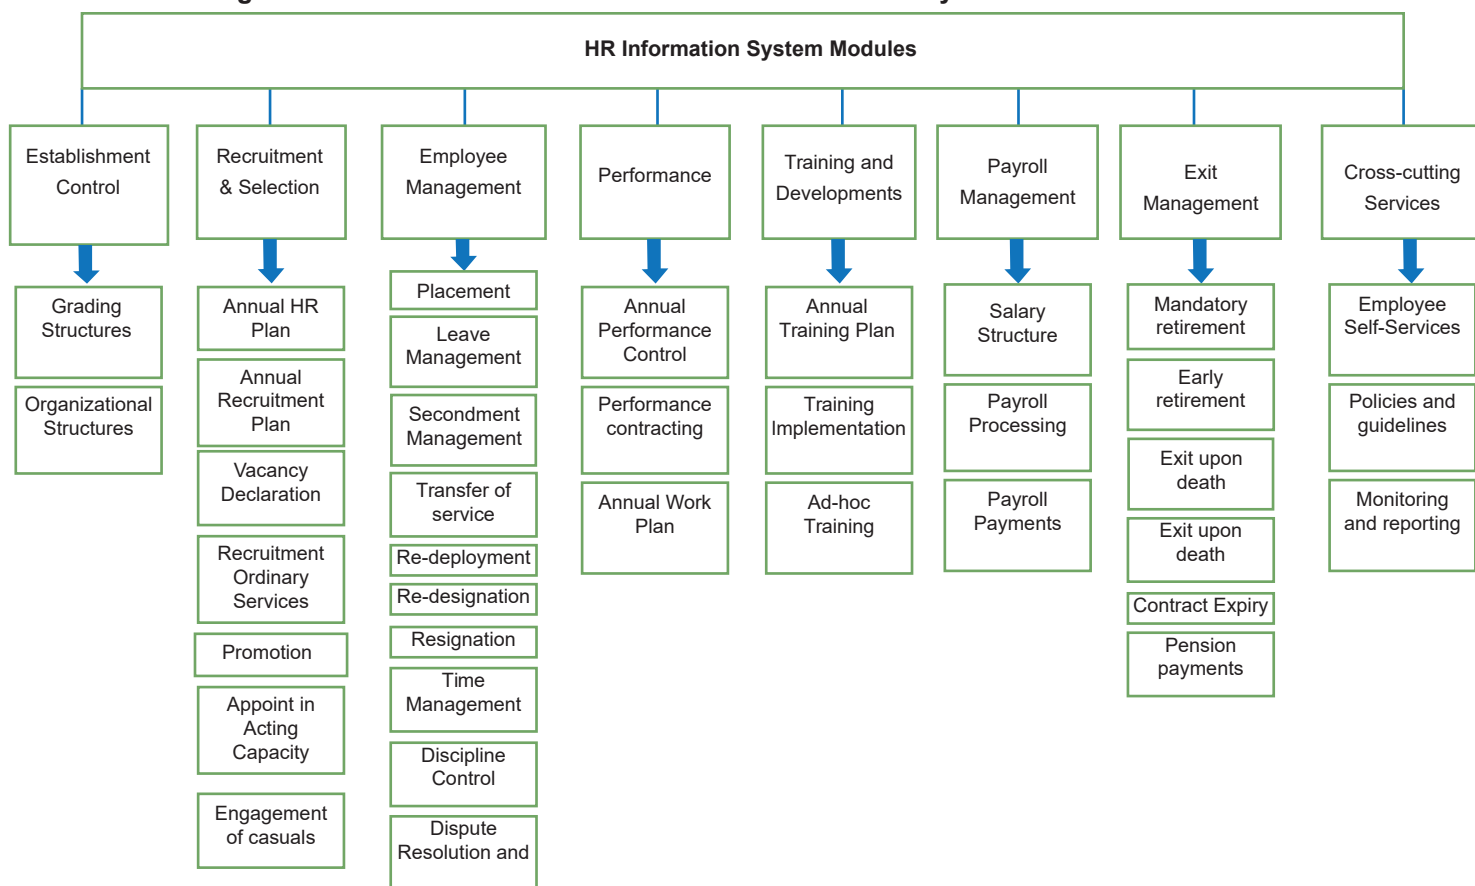 HR Information System Modules
Establishment
Control
Grading
Structures
Organizational
Structures
Recruitment
& Selection
Annual HR
Plan
Annual
Recruitment
Plan
Vacancy
Declaration
Recruitment
Ordinary
Services
Promotion
Appoint in
Acting
Capacity
Engagement
of casuals
Employee
Management
Placement
Leave
Management
Secondment
Management
Transfer of
service
Re-deployment
Re-designation
Resignation
Time
Management
Discipline
Control
Dispute
Resolution and
Performance
Annual
Performance
Control
Performance
contracting
Annual Work
Plan
Training and
Developments
Annual
Training Plan
Training
Implementation
Ad-hoc
Training
Payroll
Management
Salary
Structure
Payroll
Processing
Payroll
Payments
Exit
Management
Mandatory
retirement
Early
retirement
Exit upon
death
Exit upon
death
Contract Expiry
Pension
payments
Cross-cutting
Services
Employee
Self-Services
Policies and
guidelines
Monitoring
and reporting